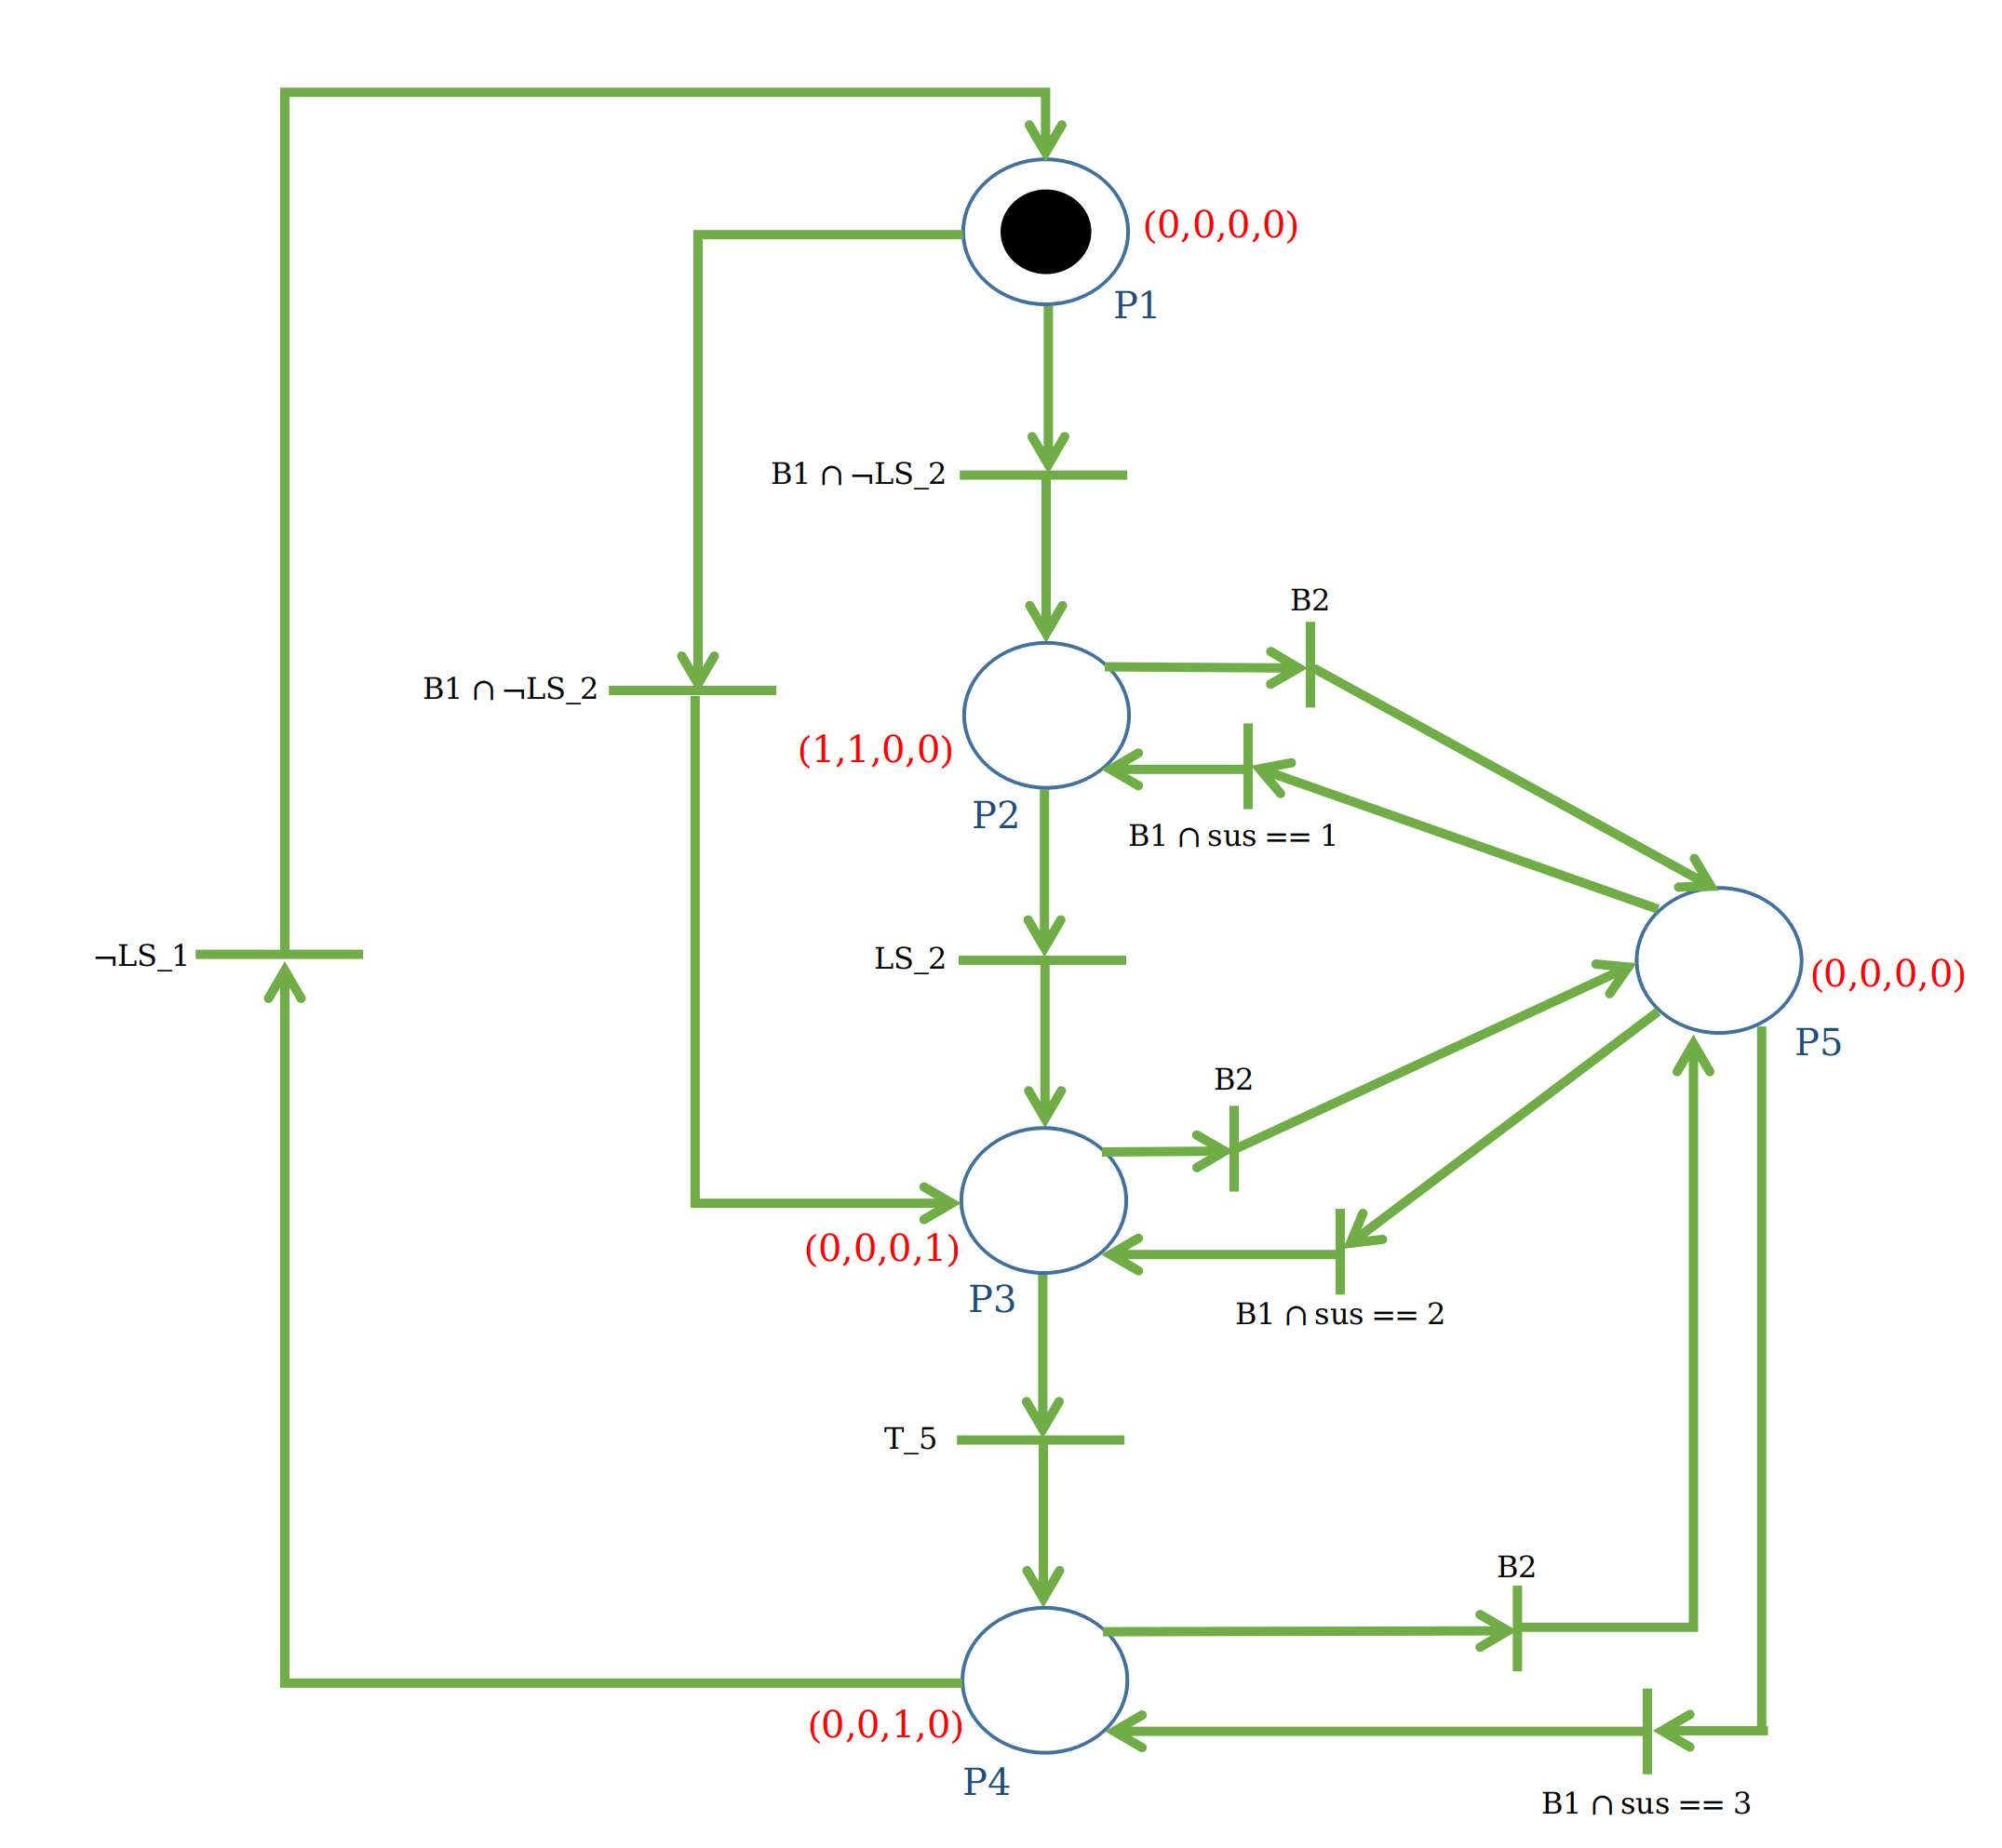 (0,0,0,0)
P1
B1 ∩ ¬LS_2
B2
B1 ∩ ¬LS_2
(1,1,0,0)
P2
B1 ∩ sus == 1
¬LS_1
LS_2
(0,0,0,0)
P5
B2
(0,0,0,1)
P3
B1 ∩ sus == 2
T_5
B2
(0,0,1,0)
P4
B1 ∩ sus == 3